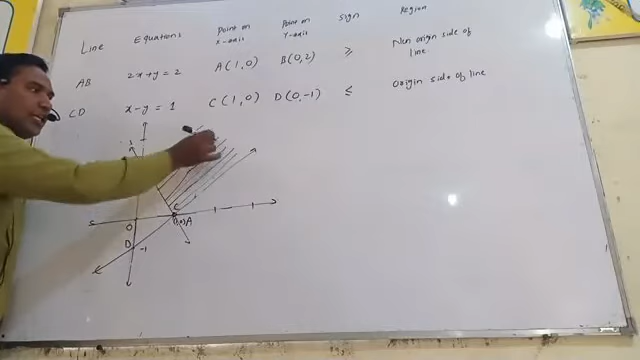 Line Equations Point on x-axis Point on Y-axis Sign Region
AB 2x+y=2 A(1,0) B(0,2) ≥ Non origin side of line
CD x-y=1 C(1,0) D(0,-1) ≤ Origin side of line
C
O A
D -1